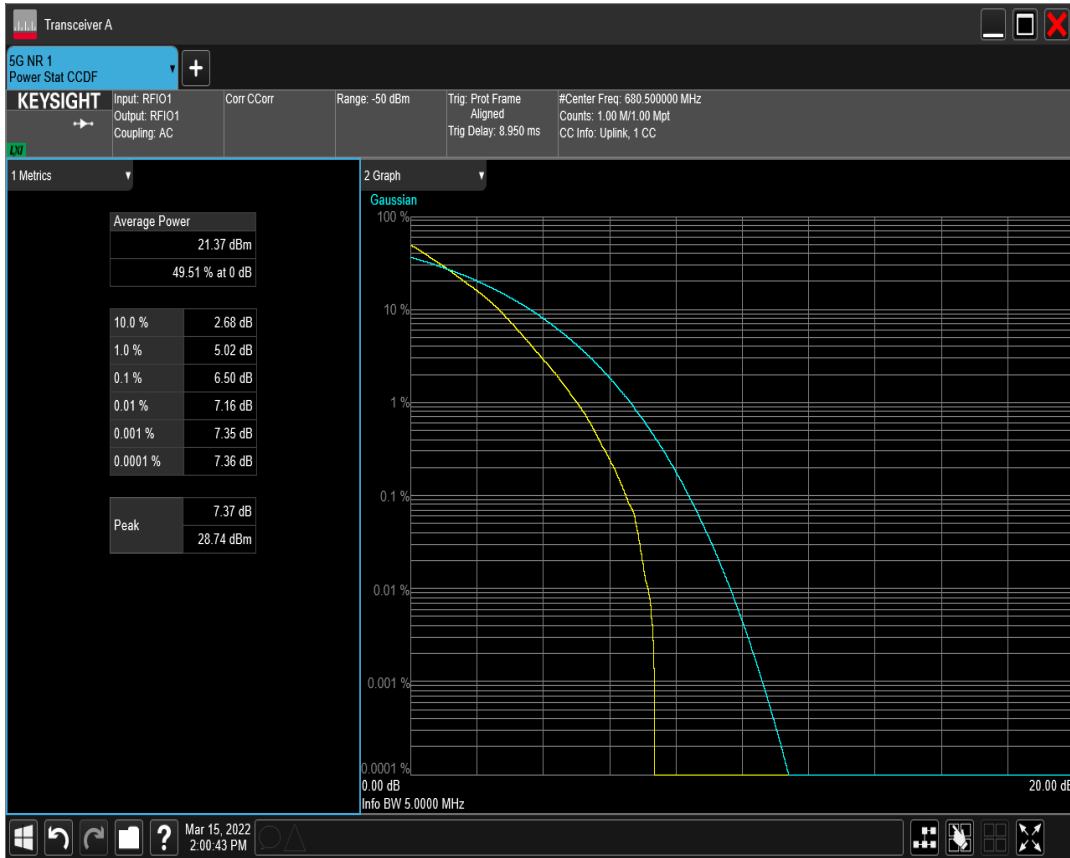 Transceiver A
5G NR 1
Power Stat CCDF
+
KEYSIGHT
LXI
Input: RFIO1
Output: RFIO1
Coupling: AC
Corr CCorr
Range: -50 dBm
Trig: Prot Frame
Aligned
Trig Delay: 8.950 ms
#Center Freq: 680.500000 MHz
Counts: 1.00 M/1.00 Mpt
CC Info: Uplink, 1 CC
1 Metrics
Average Power
21.37 dBm
49.51 % at 0 dB
10.0 % 2.68 dB
1.0 % 5.02 dB
0.1 % 6.50 dB
0.01 % 7.16 dB
0.001 % 7.35 dB
0.0001 % 7.36 dB
Peak 7.37 dB
28.74 dBm
2 Graph
Gaussian
100 %
10 %
1 %
0.1 %
0.01 %
0.001 %
0.0001 %
0.00 dB 20.00 dB
Info BW 5.0000 MHz
?
Mar 15, 2022
2:00:43 PM